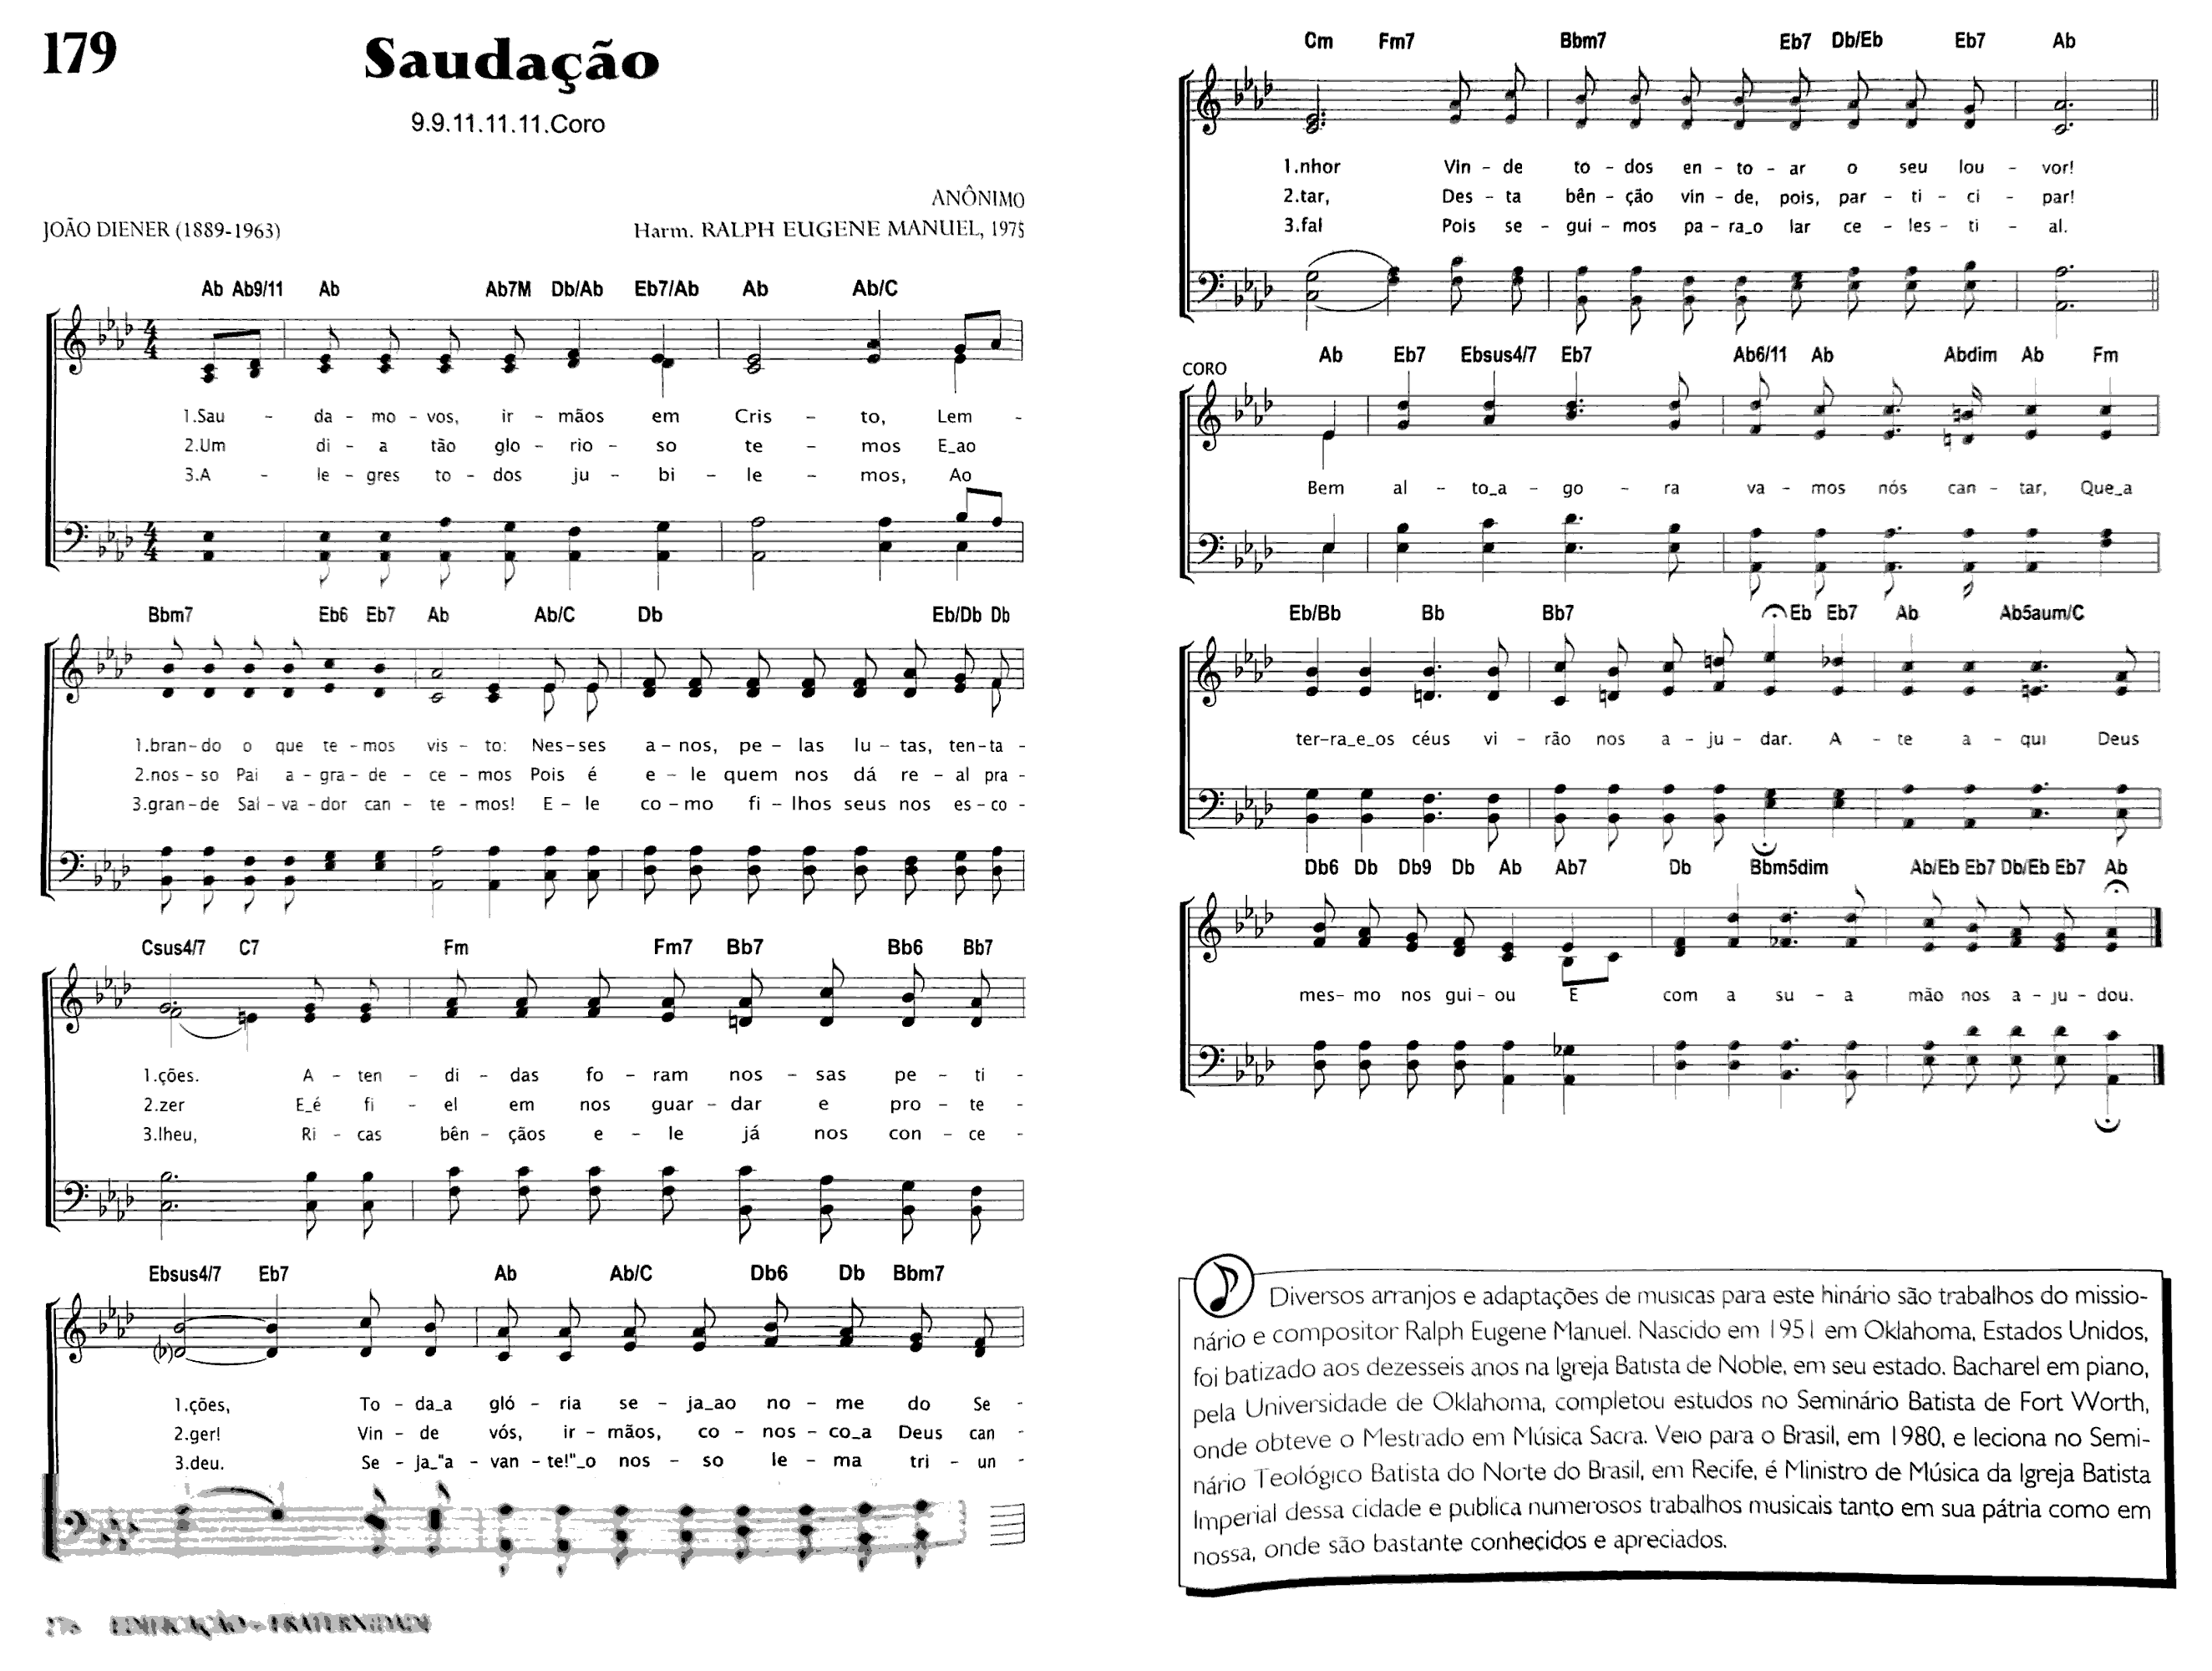 179
Saudação
9.9.11.11.11.Coro
ANÔNIMO
JOÃO DIENER (1889-1963)
Harm. RALPH EUGENE MANUEL, 1975
Ab Ab9/11 Ab Ab7M Db/Ab Eb7/Ab Ab Ab/C
4 4
1.Sau - da - mo - vos, ir - mãos em Cris - to, Lem -
2.Um di - a tão glo - rio - so te - mos E_ao
3.A - le - gres to - dos ju - bi - le - mos, Ao
4 4
Bbm7 Eb6 Eb7 Ab Ab/C Db Eb/Db Db
1.bran-do o que te - mos vis - to: Nes-ses a - nos, pe - las lu - tas, ten-ta -
2.nos - so Pai a - gra - de - ce - mos Pois é e - le quem nos dá re - al pra -
3.gran-de Sal - va - dor can - te - mos! E - le co - mo fi - lhos seus nos es - co -
Csus4/7 C7 Fm Fm7 Bb7 Bb6 Bb7
1.ções. A - ten - di - das fo - ram nos - sas pe - ti -
2.zer E_é fi - el em nos guar - dar e pro - te -
3.lheu, Ri - cas bên - çãos e - le já nos con - ce -
Ebsus4/7 Eb7 Ab Ab/C Db6 Db Bbm7
1.ções, To - da_a gló - ria se - ja_ao no - me do Se -
2.ger! Vin - de vós, ir - mãos, co - nos - co_a Deus can -
3.deu. Se - ja_"a - van - te!"_o nos - so le - ma tri - un -
EDIFICAÇÃO - FRATERNIDADE
Cm Fm7 Bbm7 Eb7 Db/Eb Eb7 Ab
1.nhor Vin - de to - dos en - to - ar o seu lou - vor!
2.tar, Des - ta bên - ção vin - de, pois, par - ti - ci - par!
3.fal Pois se - gui - mos pa - ra_o lar ce - les - ti - al.
Ab Eb7 Ebsus4/7 Eb7 Ab6/11 Ab Abdim Ab Fm
CORO
Bem al - to_a - go - ra va - mos nós can - tar, Que_a
Eb/Bb Bb Bb7 Eb Eb7 Ab Ab5aum/C
ter-ra_e_os céus vi - rão nos a - ju - dar. A - te a - qui Deus
Db6 Db Db9 Db Ab Ab7 Db Bbm5dim Ab/Eb Eb7 Db/Eb Eb7 Ab
mes- mo nos gui - ou E com a su - a mão nos a - ju - dou.
Diversos arranjos e adaptações de musicas para este hinário são trabalhos do missio-
nário e compositor Ralph Eugene Manuel. Nascido em 1951 em Oklahoma, Estados Unidos,
foi batizado aos dezesseis anos na Igreja Batista de Noble, em seu estado. Bacharel em piano,
pela Universidade de Oklahoma, completou estudos no Seminário Batista de Fort Worth,
onde obteve o Mestrado em Música Sacra. Veio para o Brasil, em 1980, e leciona no Semi-
nário Teológico Batista do Norte do Brasil, em Recife, é Ministro de Música da Igreja Batista
Imperial dessa cidade e publica numerosos trabalhos musicais tanto em sua pátria como em
nossa, onde são bastante conhecidos e apreciados.